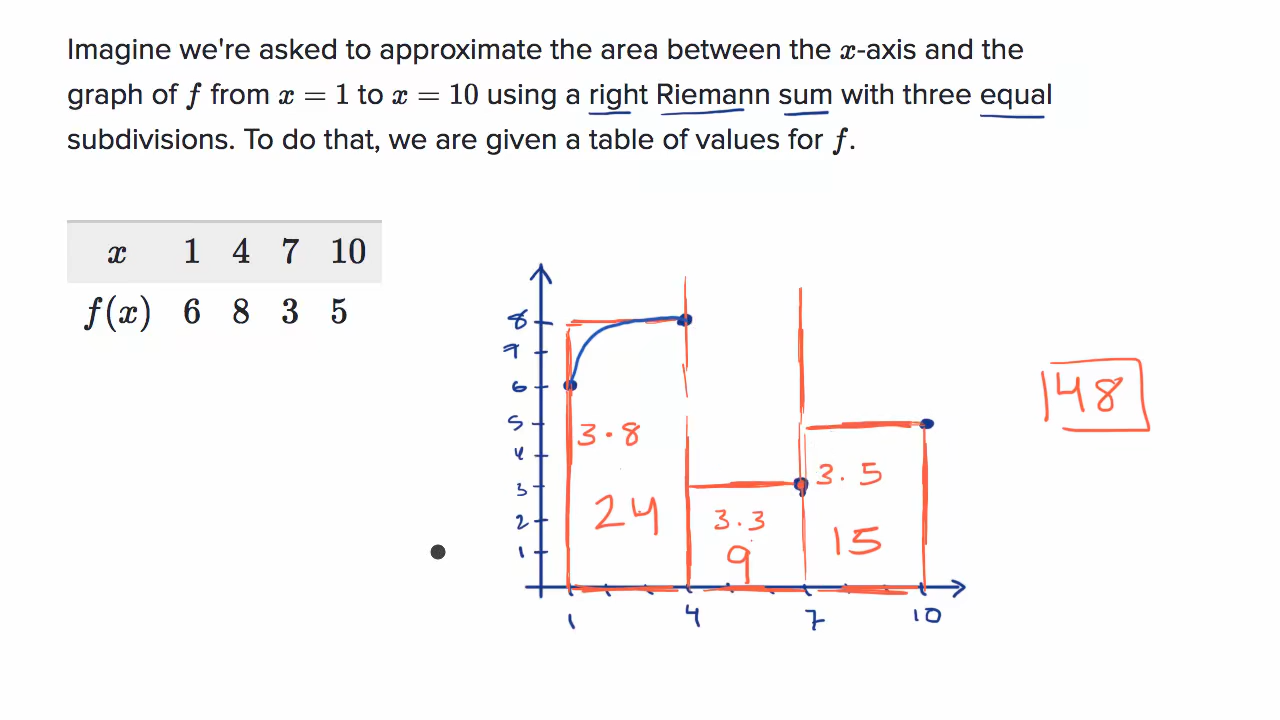 Imagine we're asked to approximate the area between the x-axis and the
graph of f from x = 1 to x = 10 using a right Riemann sum with three equal
subdivisions. To do that, we are given a table of values for f.
x 1 4 7 10
f(x) 6 8 3 5
8
7
6
5
4
3
2
1
3·8
24
3·3
9
3·5
15
48
1 4 7 10